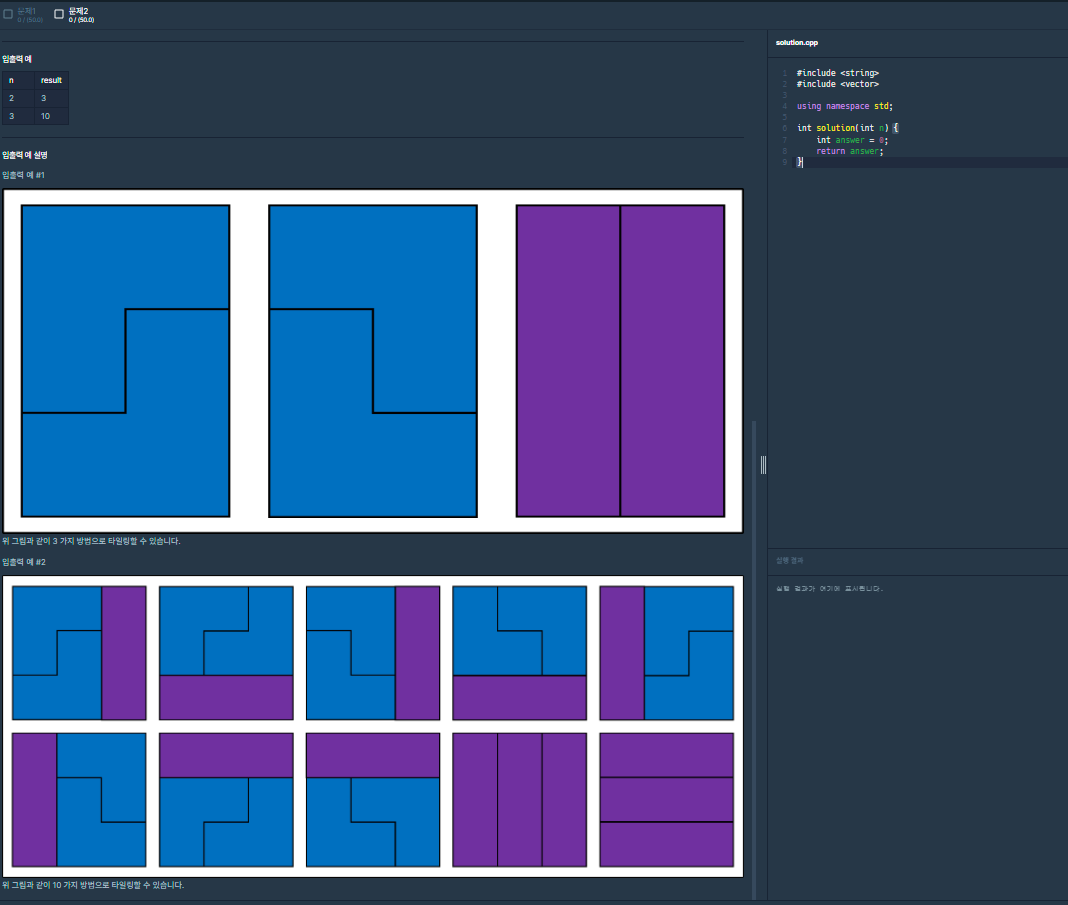 문제1
0 / (50.0)
문제2
0 / (50.0)
입출력 예
n result
2 3
3 10
입출력 예 설명
입출력 예 #1
위 그림과 같이 3 가지 방법으로 타일링할 수 있습니다.
입출력 예 #2
위 그림과 같이 10 가지 방법으로 타일링할 수 있습니다.
solution.cpp
1 #include <string>
2 #include <vector>
3
4 using namespace std;
5
6 int solution(int n) {
7     int answer = 0;
8     return answer;
9 }
실행 결과
실행 결과가 여기에 표시됩니다.